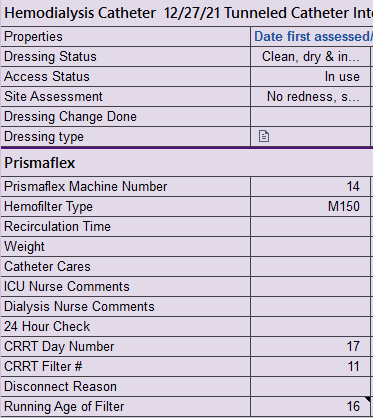 Hemodialysis Catheter 12/27/21 Tunneled Catheter Int
Properties Date first assessed/
Dressing Status Clean, dry & in...
Access Status In use
Site Assessment No redness, s...
Dressing Change Done
Dressing type
Prismaflex
Prismaflex Machine Number 14
Hemofilter Type M150
Recirculation Time
Weight
Catheter Cares
ICU Nurse Comments
Dialysis Nurse Comments
24 Hour Check
CRRT Day Number 17
CRRT Filter # 11
Disconnect Reason
Running Age of Filter 16